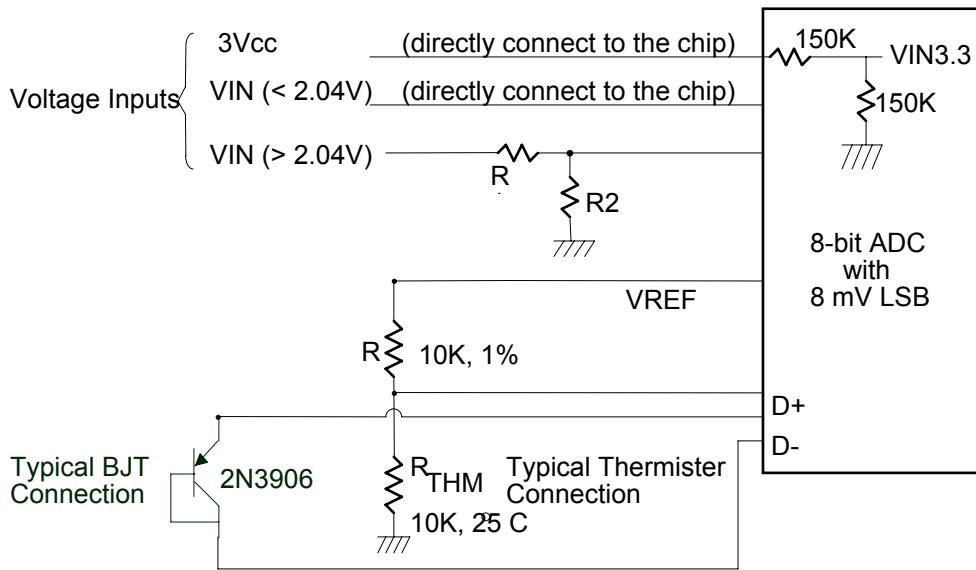 3Vcc
(directly connect to the chip)
150K
VIN3.3
Voltage Inputs
VIN (< 2.04V)
(directly connect to the chip)
150K
VIN (> 2.04V)
R
R2
8-bit ADC
with
8 mV LSB
VREF
R
10K, 1%
D+
D-
Typical BJT
Connection
2N3906
RTHM
10K, 25 C
Typical Thermister
Connection